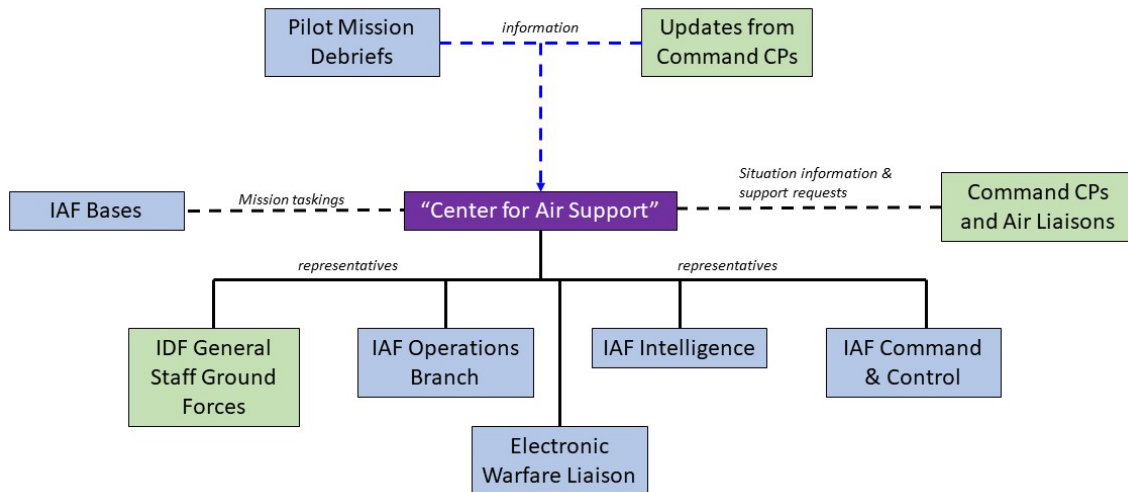 Pilot Mission
Debriefs
information
Updates from
Command CPs
IAF Bases
Mission taskings
“Center for Air Support”
Situation information &
support requests
Command CPs
and Air Liaisons
representatives
representatives
IDF General
Staff Ground
Forces
IAF Operations
Branch
IAF Intelligence
IAF Command
& Control
Electronic
Warfare Liaison